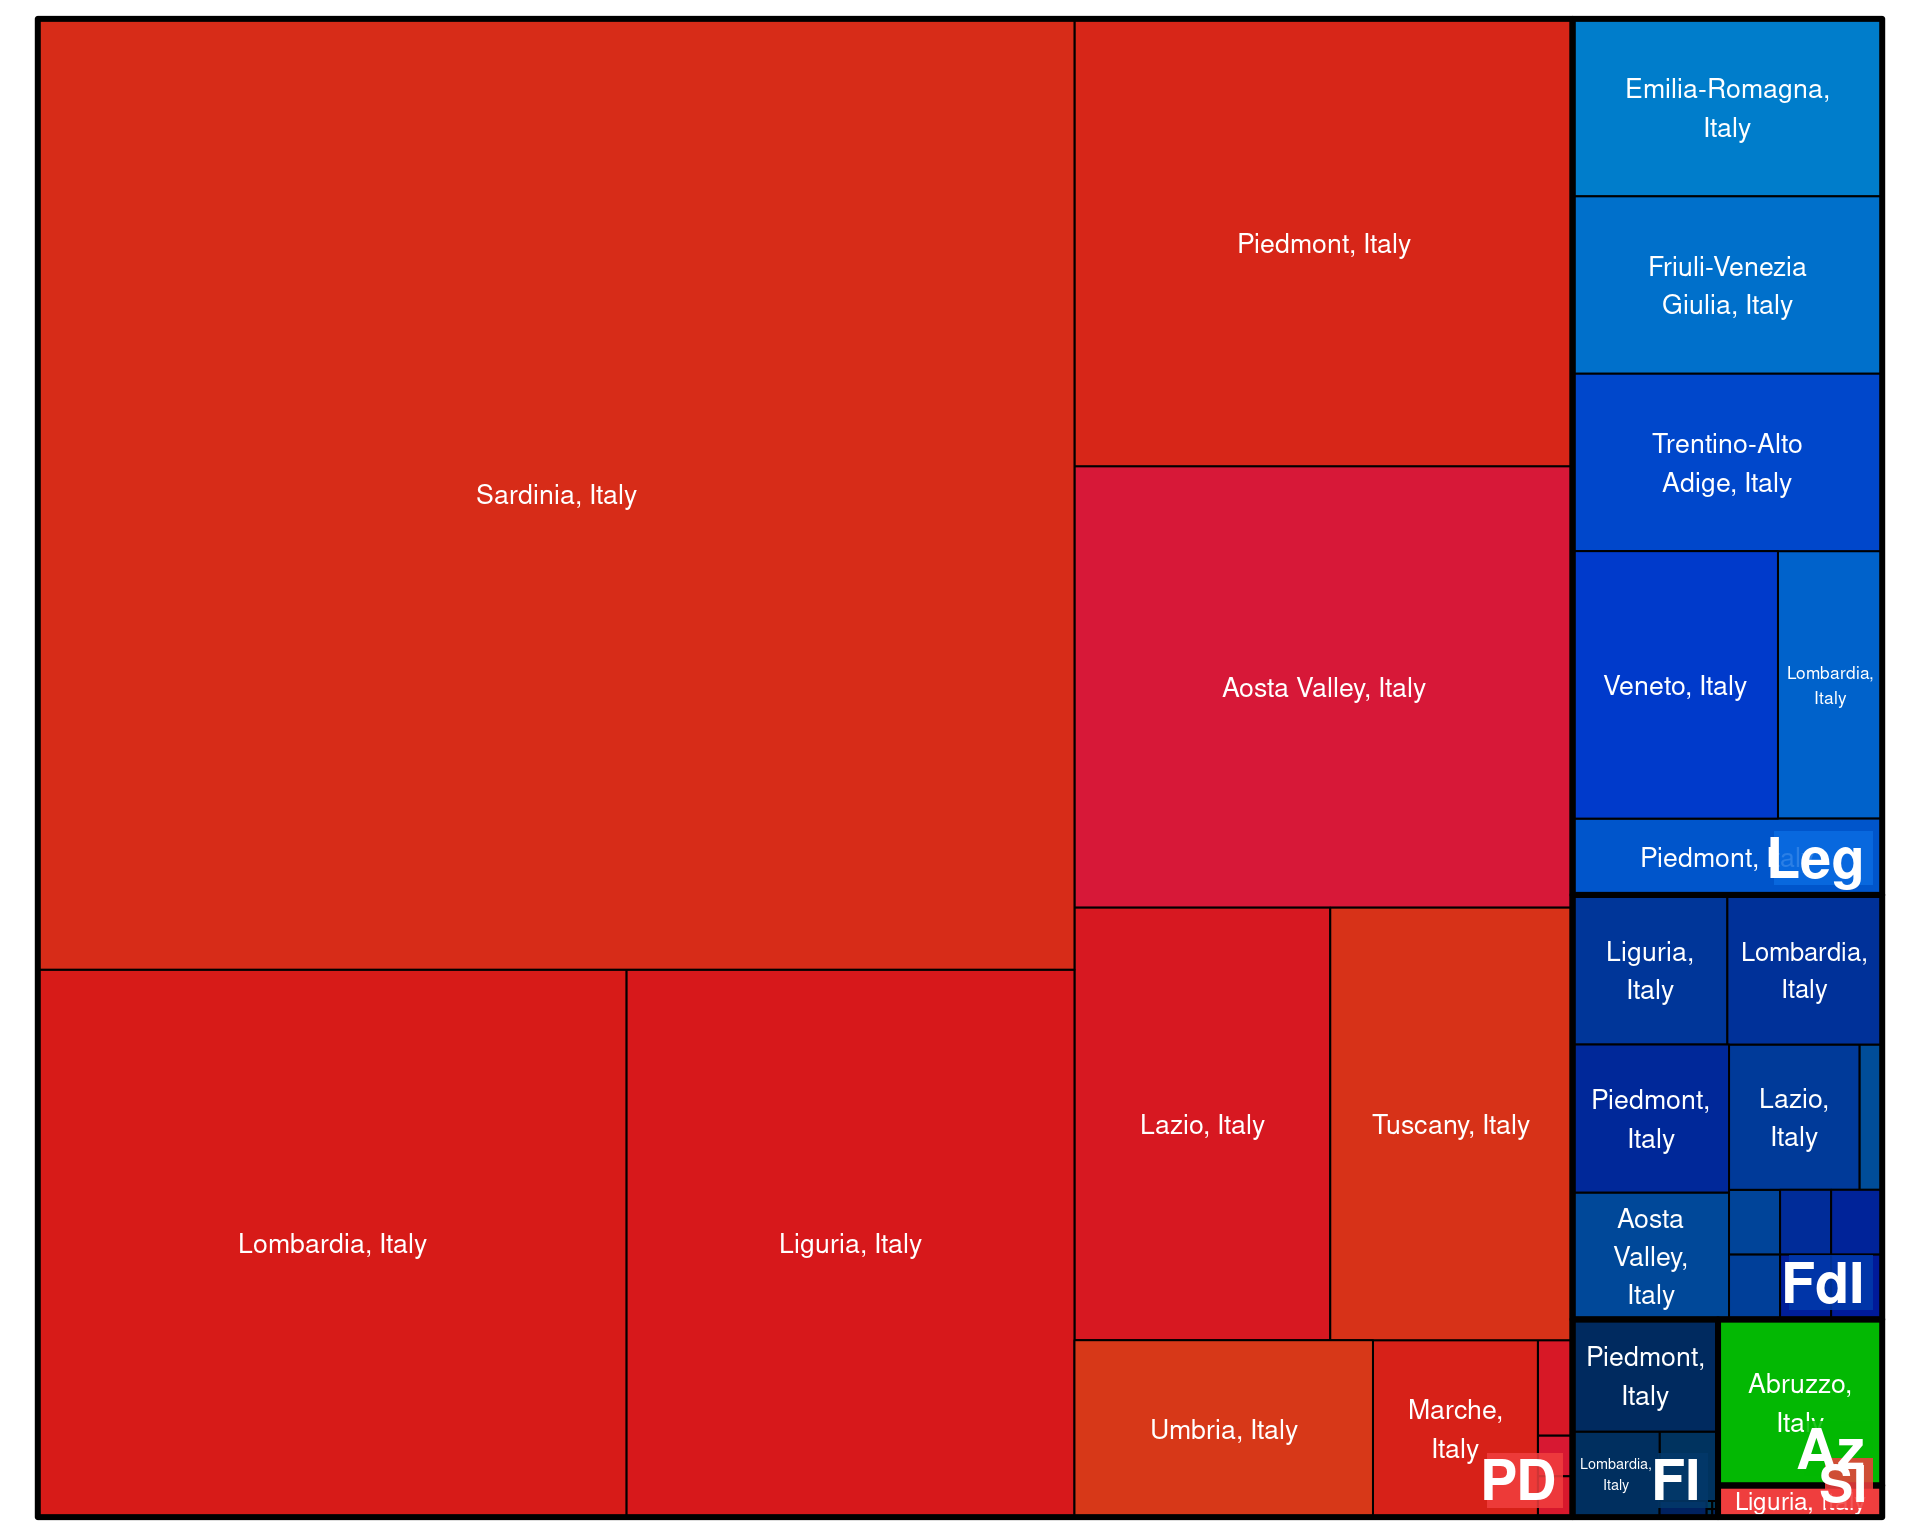 Sardinia, Italy
Lombardia, Italy
Liguria, Italy
Piedmont, Italy
Aosta Valley, Italy
Lazio, Italy
Tuscany, Italy
Umbria, Italy
Marche,
Italy
PD
Emilia-Romagna,
Italy
Friuli-Venezia
Giulia, Italy
Trentino-Alto
Adige, Italy
Veneto, Italy
Lombardia,
Italy
Piedmont, Italy
Leg
Liguria,
Italy
Lombardia,
Italy
Piedmont,
Italy
Lazio,
Italy
Aosta
Valley,
Italy
FdI
Piedmont,
Italy
Lombardia,
Italy
FI
Abruzzo,
Italy
Az
Liguria, Italy
SI